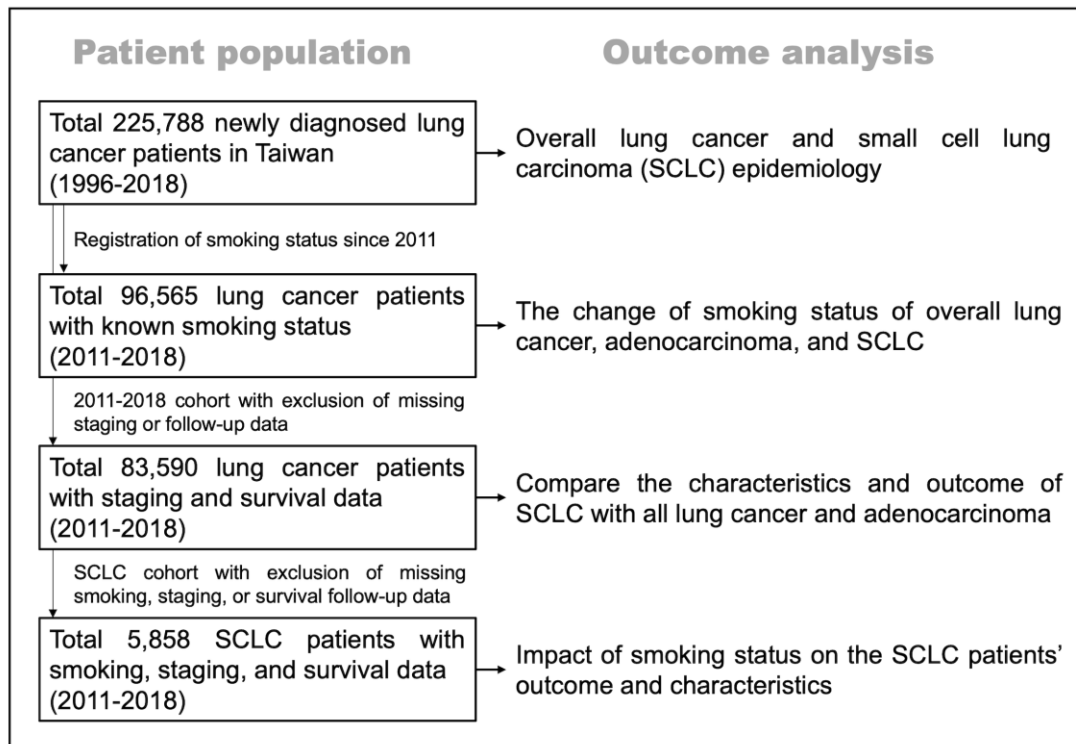 Patient population
Outcome analysis
Total 225,788 newly diagnosed lung
cancer patients in Taiwan
(1996-2018)
Overall lung cancer and small cell lung
carcinoma (SCLC) epidemiology
Registration of smoking status since 2011
Total 96,565 lung cancer patients
with known smoking status
(2011-2018)
The change of smoking status of overall lung
cancer, adenocarcinoma, and SCLC
2011-2018 cohort with exclusion of missing
staging or follow-up data
Total 83,590 lung cancer patients
with staging and survival data
(2011-2018)
Compare the characteristics and outcome of
SCLC with all lung cancer and adenocarcinoma
SCLC cohort with exclusion of missing
smoking, staging, or survival follow-up data
Total 5,858 SCLC patients with
smoking, staging, and survival data
(2011-2018)
Impact of smoking status on the SCLC patients’
outcome and characteristics